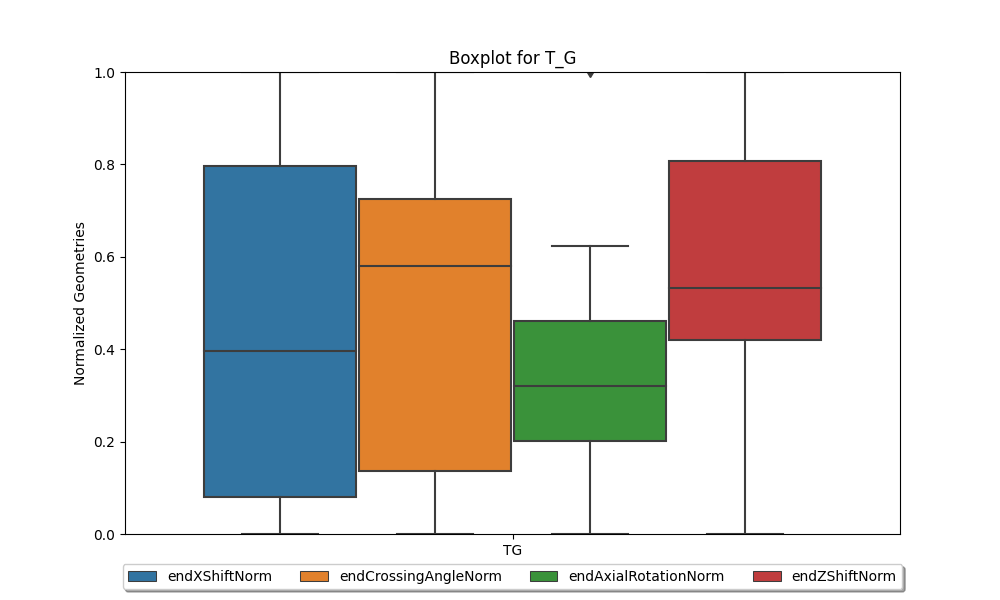 Boxplot for T_G
Normalized Geometries
1.0
0.8
0.6
0.4
0.2
0.0
TG
endXShiftNorm endCrossingAngleNorm endAxialRotationNorm endZShiftNorm